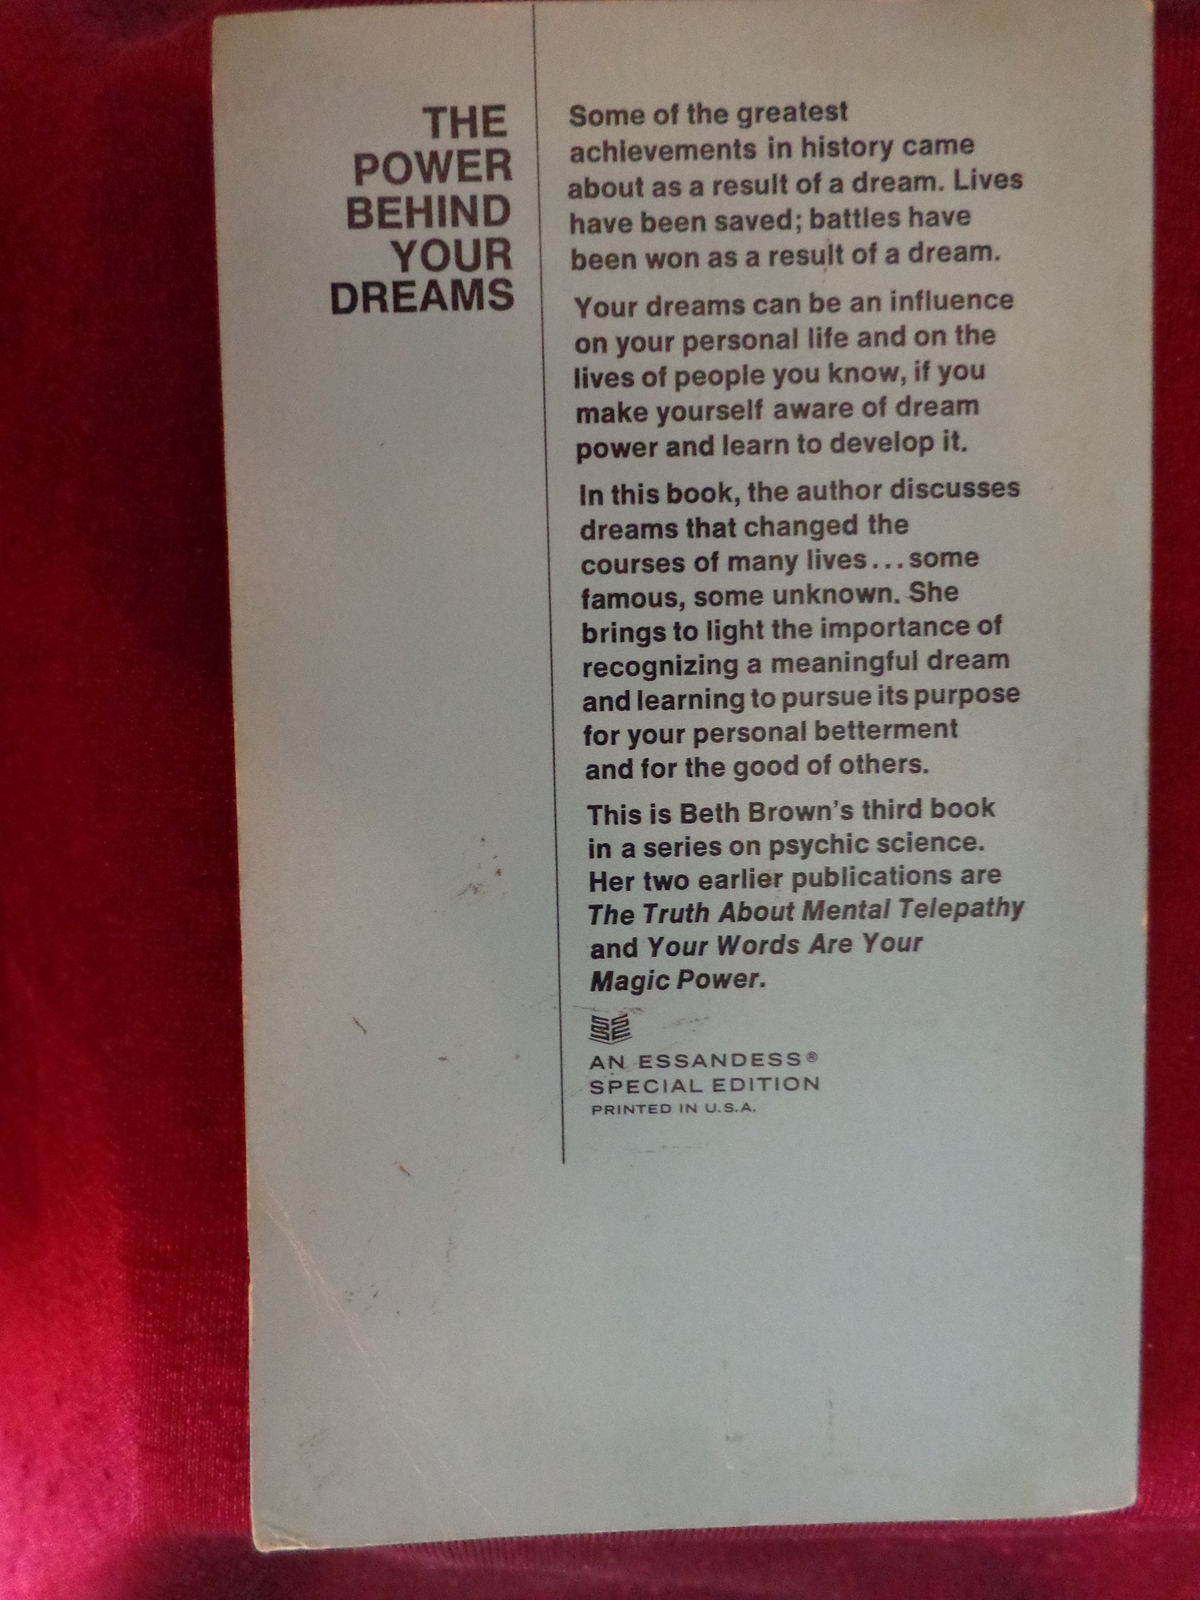 THE
POWER
BEHIND
YOUR
DREAMS
Some of the greatest
achievements in history came
about as a result of a dream. Lives
have been saved; battles have
been won as a result of a dream.
Your dreams can be an influence
on your personal life and on the
lives of people you know, if you
make yourself aware of dream
power and learn to develop it.
In this book, the author discusses
dreams that changed the
courses of many lives...some
famous, some unknown. She
brings to light the importance of
recognizing a meaningful dream
and learning to pursue its purpose
for your personal betterment
and for the good of others.
This is Beth Brown's third book
in a series on psychic science.
Her two earlier publications are
The Truth About Mental Telepathy
and Your Words Are Your
Magic Power.
AN ESSANDESS®
SPECIAL EDITION
PRINTED IN U.S.A.